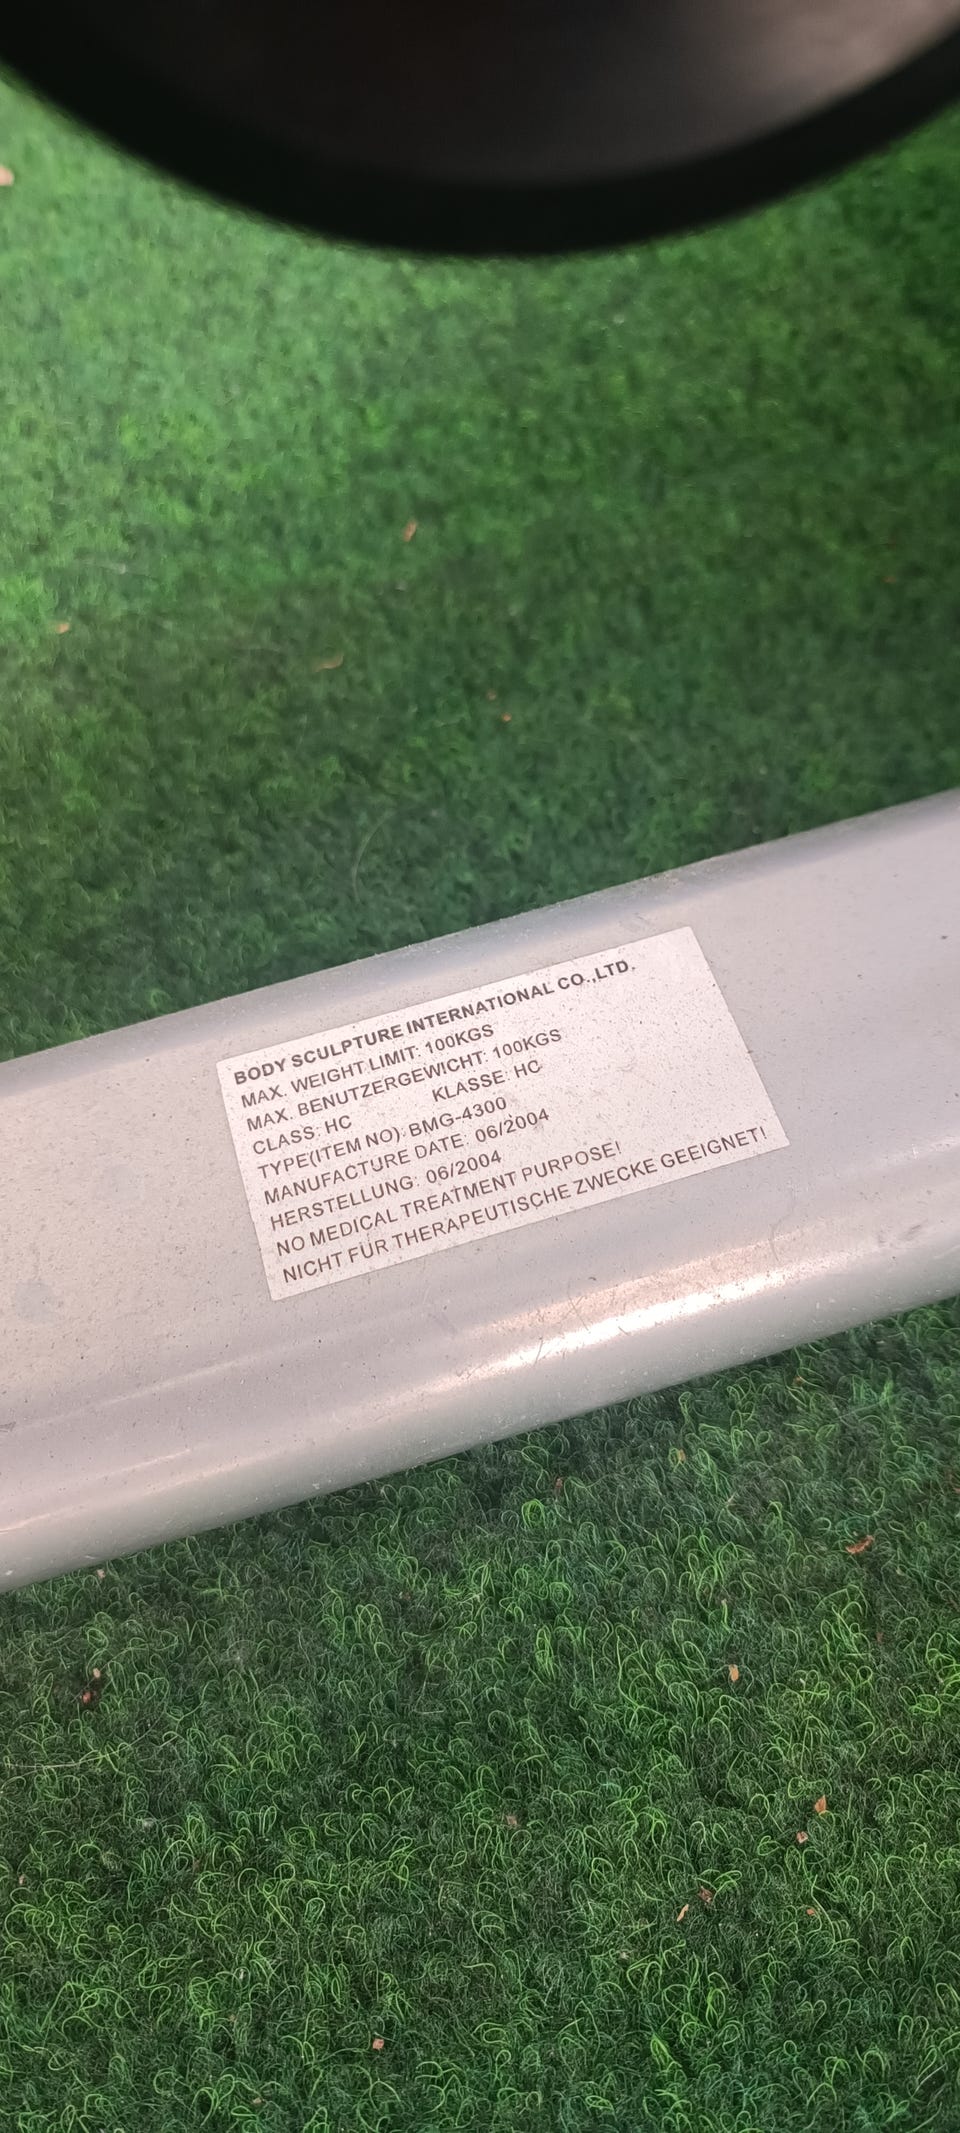 BODY SCULPTURE INTERNATIONAL CO.,LTD.
MAX. WEIGHT LIMIT: 100KGS
MAX. BENUTZERGEWICHT: 100KGS
CLASS: HC KLASSE: HC
TYPE(ITEM NO): BMG-4300
MANUFACTURE DATE: 06/2004
HERSTELLUNG: 06/2004
NO MEDICAL TREATMENT PURPOSE!
NICHT FÜR THERAPEUTISCHE ZWECKE GEEIGNET!